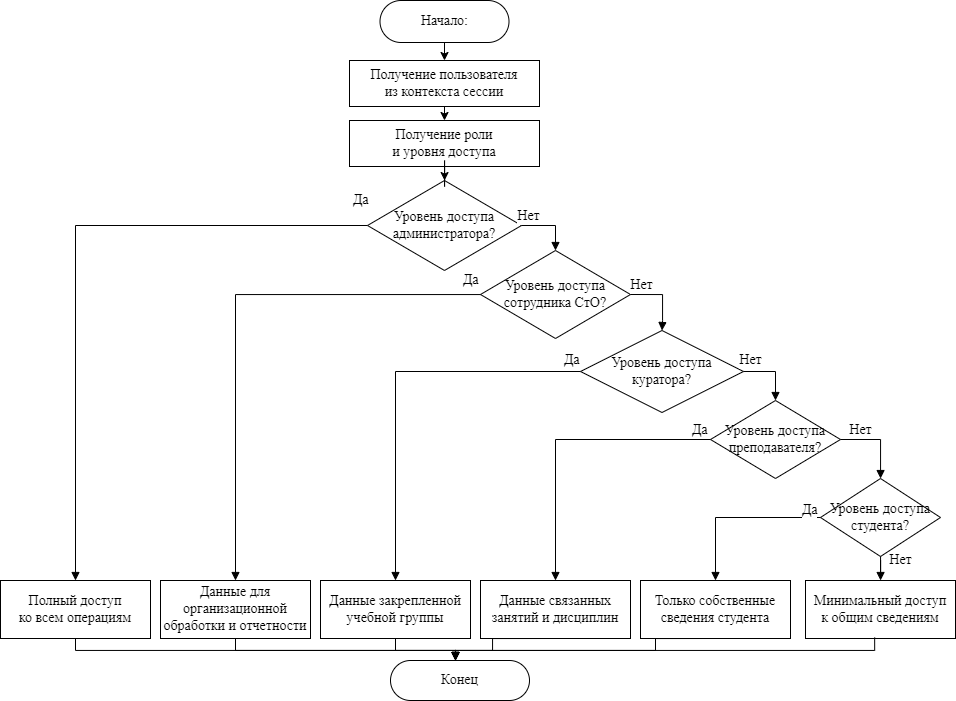 Начало:
Получение пользователя
из контекста сессии
Получение роли
и уровня доступа
Да
Уровень доступа
администратора?
Нет
Да
Уровень доступа
сотрудника СтО?
Нет
Да
Уровень доступа
куратора?
Нет
Да
Уровень доступа
преподавателя?
Нет
Да
Уровень доступа
студента?
Нет
Полный доступ
ко всем операциям
Данные для
организационной
обработки и отчетности
Данные закрепленной
учебной группы
Данные связанных
занятий и дисциплин
Только собственные
сведения студента
Минимальный доступ
к общим сведениям
Конец